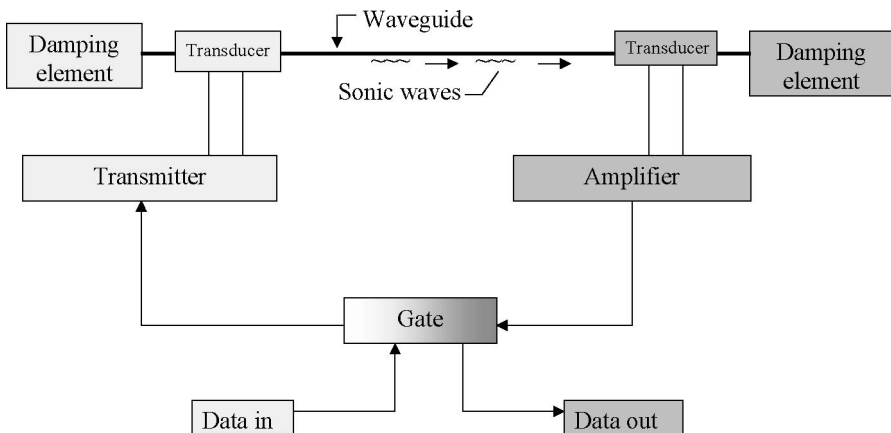 Waveguide
Damping
element
Transducer
Transducer
Damping
element
Sonic waves
Transmitter
Amplifier
Gate
Data in
Data out